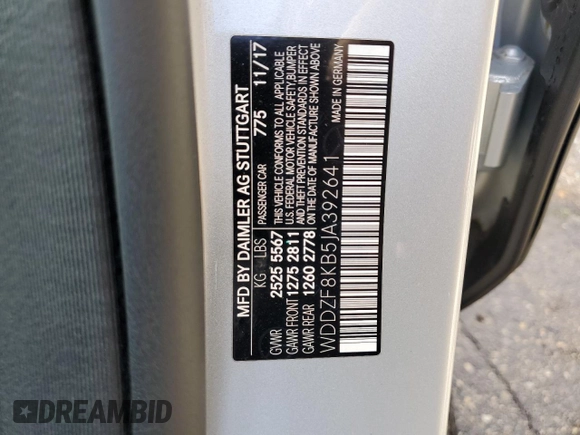 MFD BY DAIMLER AG STUTTGART
PASSENGER CAR 775 11/17
KG LBS
GVWR 2525 5567
GAWR FRONT 1275 2811
GAWR REAR 1260 2778
THIS VEHICLE CONFORMS TO ALL APPLICABLE
U.S. FEDERAL MOTOR VEHICLE SAFETY,BUMPER
AND THEFT PREVENTION STANDARDS IN EFFECT
ON THE DATE OF MANUFACTURE SHOWN ABOVE
MADE IN GERMANY
WDDZF8KB5JA392641
DREAMBID